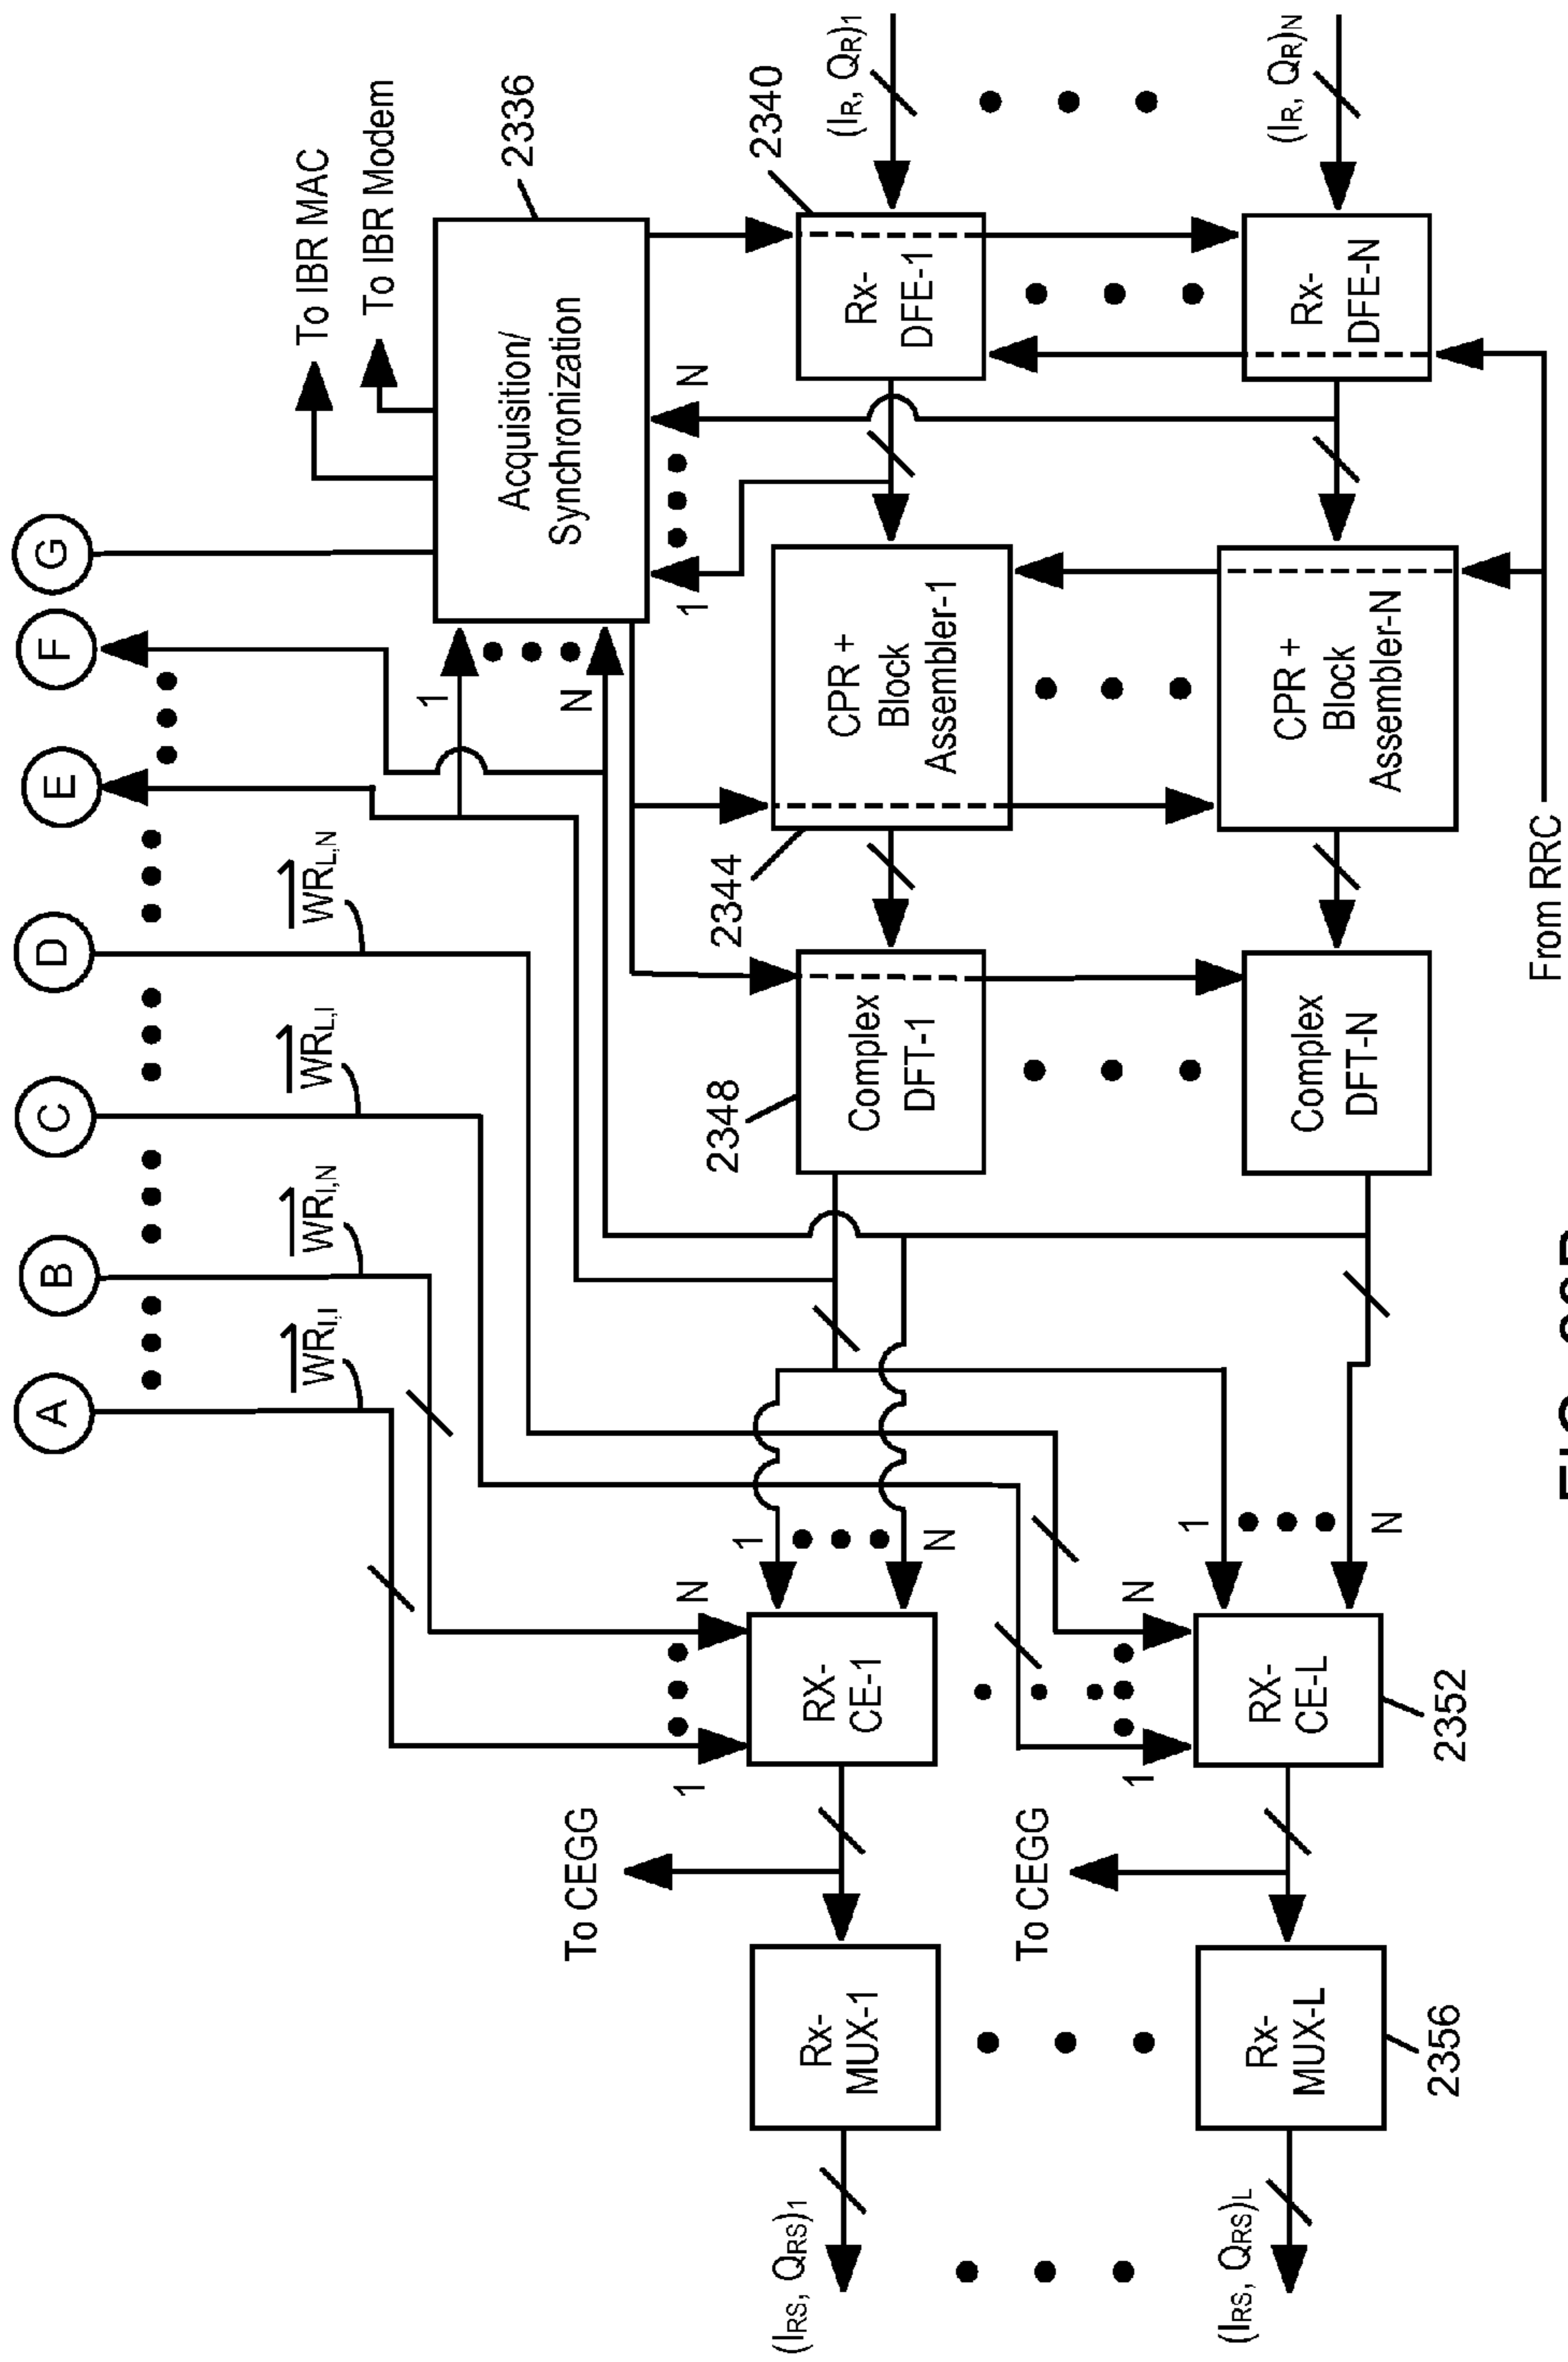 A
B
C
D
E
F
G
WRI,I
WRI,N
WRL,I
WRL,N
To IBR MAC
To IBR Modem
1
N
Acquisition/
Synchronization
2336
To CEGG
1
N
1
N
2348
2344
1
N
2340
(IRS, QRS)1
Rx-
MUX-1
RX-
CE-1
Complex
DFT-1
CPR +
Block
Assembler-1
Rx-
DFE-1
(IR, QR)1
To CEGG
1
N
1
N
(IRS, QRS)L
Rx-
MUX-L
RX-
CE-L
Complex
DFT-N
CPR +
Block
Assembler-N
Rx-
DFE-N
(IR, QR)N
2356
2352
From RRC